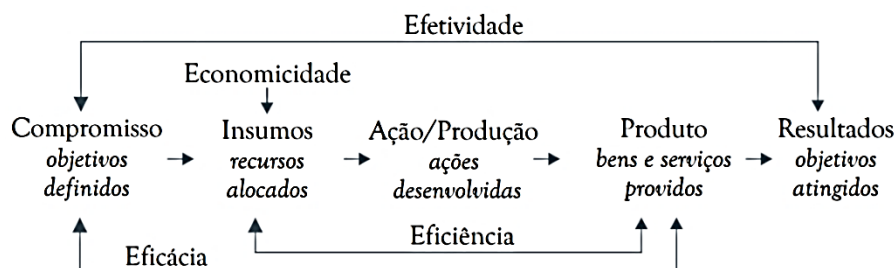 Efetividade
Economicidade
Compromisso Insumos Ação/Produção Produto Resultados
objetivos recursos ações bens e serviços objetivos
definidos alocados desenvolvidas providos atingidos
Eficiência
Eficácia